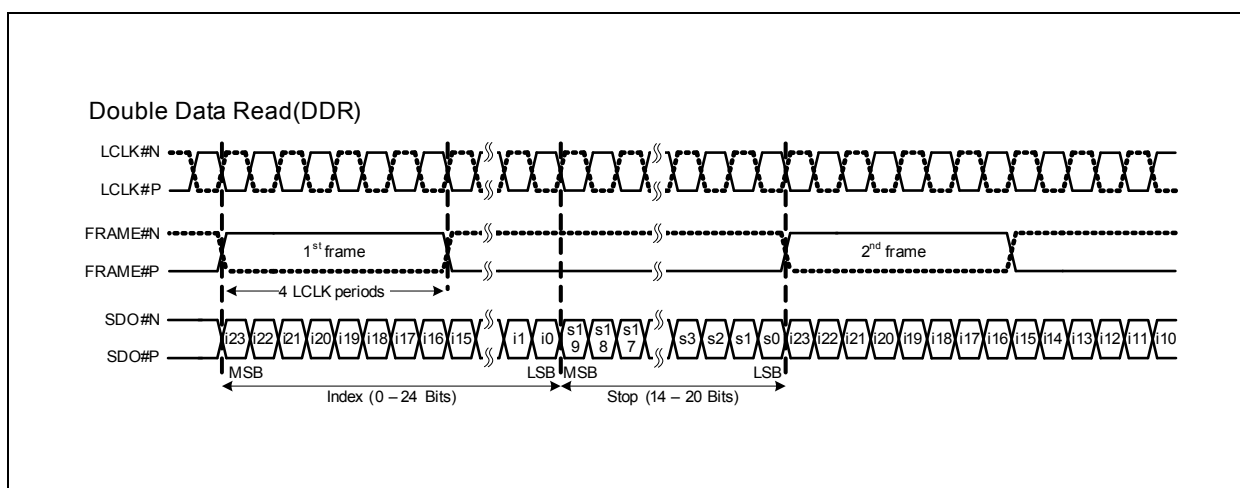 Double Data Read(DDR)
LCLK#N
LCLK#P
FRAME#N
1st frame
2nd frame
FRAME#P
4 LCLK periods
SDO#N
i23 i22 i21 i20 i19 i18 i17 i16 i15 i1 i0 s19 s18 s17 s3 s2 s1 s0 i23 i22 i21 i20 i19 i18 i17 i16 i15 i14 i13 i12 i11 i10
SDO#P
MSB LSB MSB LSB
Index (0 – 24 Bits) Stop (14 – 20 Bits)